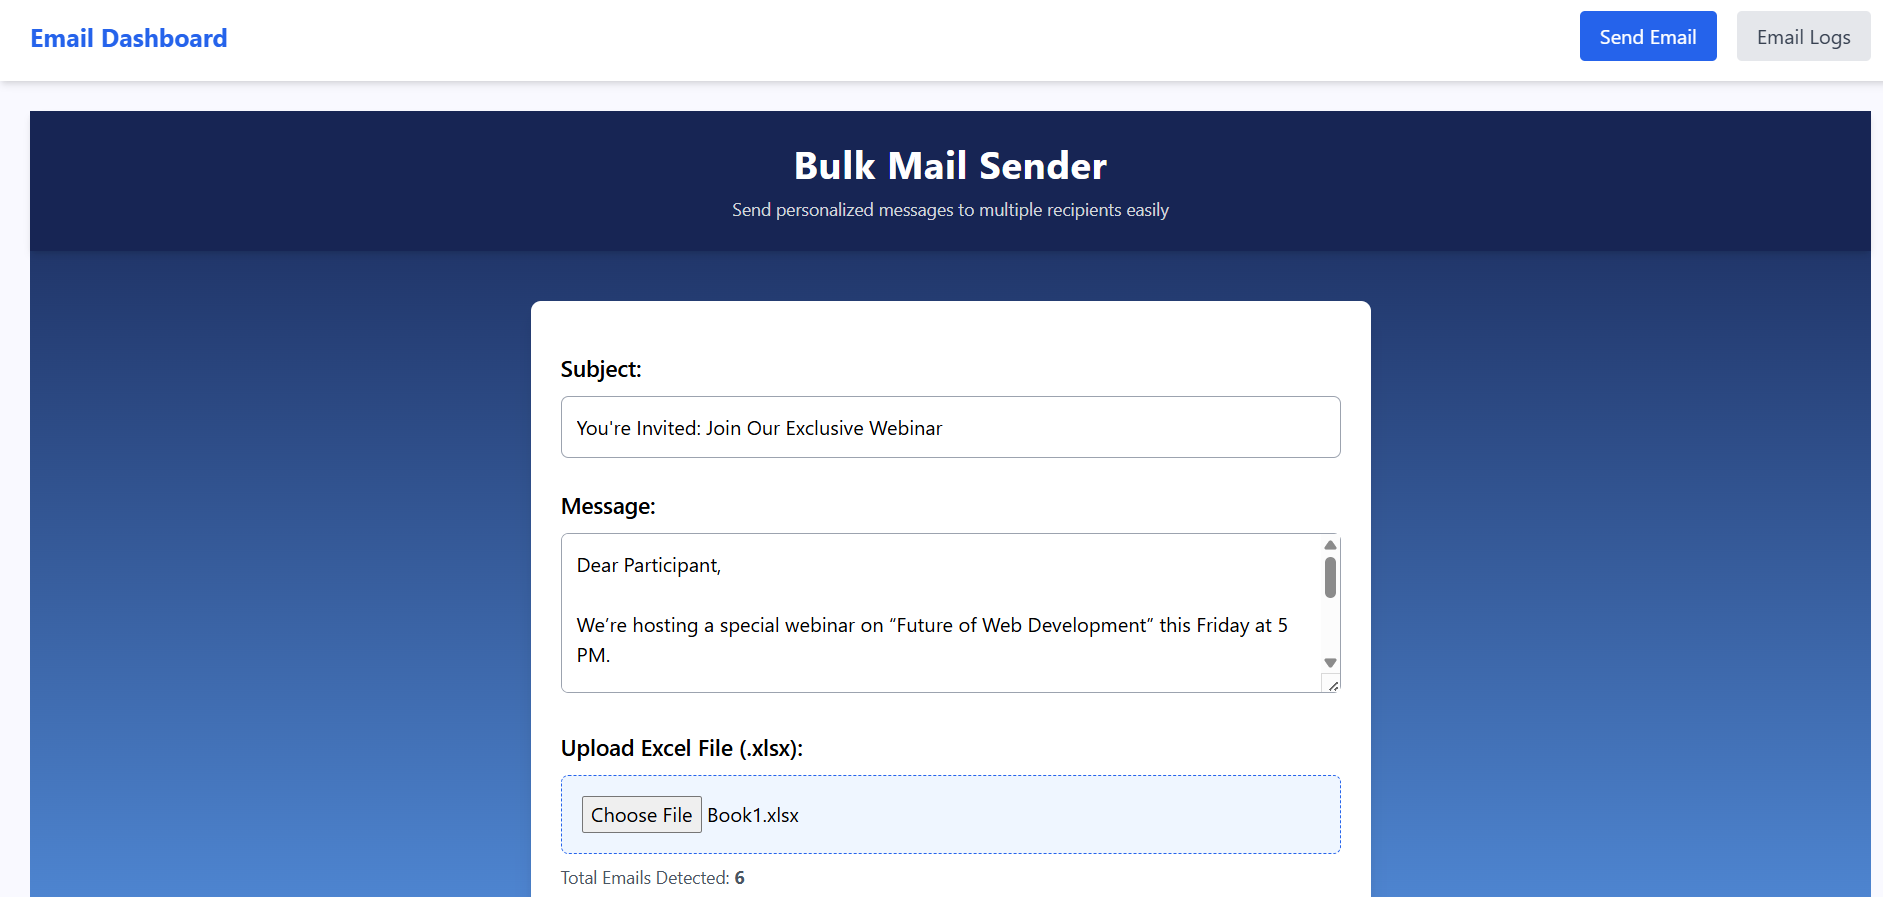 Email Dashboard
Send Email
Email Logs
Bulk Mail Sender
Send personalized messages to multiple recipients easily
Subject:
You're Invited: Join Our Exclusive Webinar
Message:
Dear Participant,
We’re hosting a special webinar on “Future of Web Development” this Friday at 5
PM.
Upload Excel File (.xlsx):
Choose File Book1.xlsx
Total Emails Detected: 6